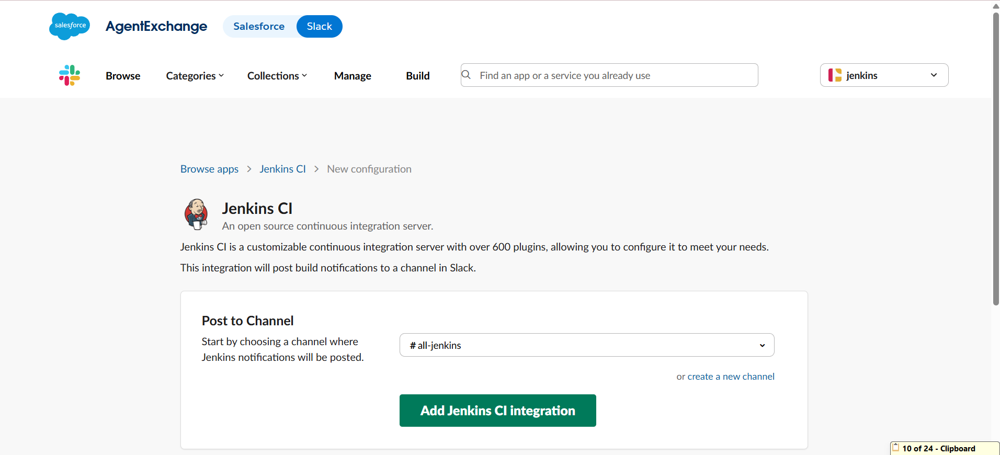 salesforce
AgentExchange
Salesforce
Slack
Browse
Categories
Collections
Manage
Build
Find an app or a service you already use
jenkins
Browse apps > Jenkins CI > New configuration
Jenkins CI
An open source continuous integration server.
Jenkins CI is a customizable continuous integration server with over 600 plugins, allowing you to configure it to meet your needs.
This integration will post build notifications to a channel in Slack.
Post to Channel
Start by choosing a channel where
Jenkins notifications will be posted.
# all-jenkins
or create a new channel
Add Jenkins CI integration
10 of 24 - Clipboard